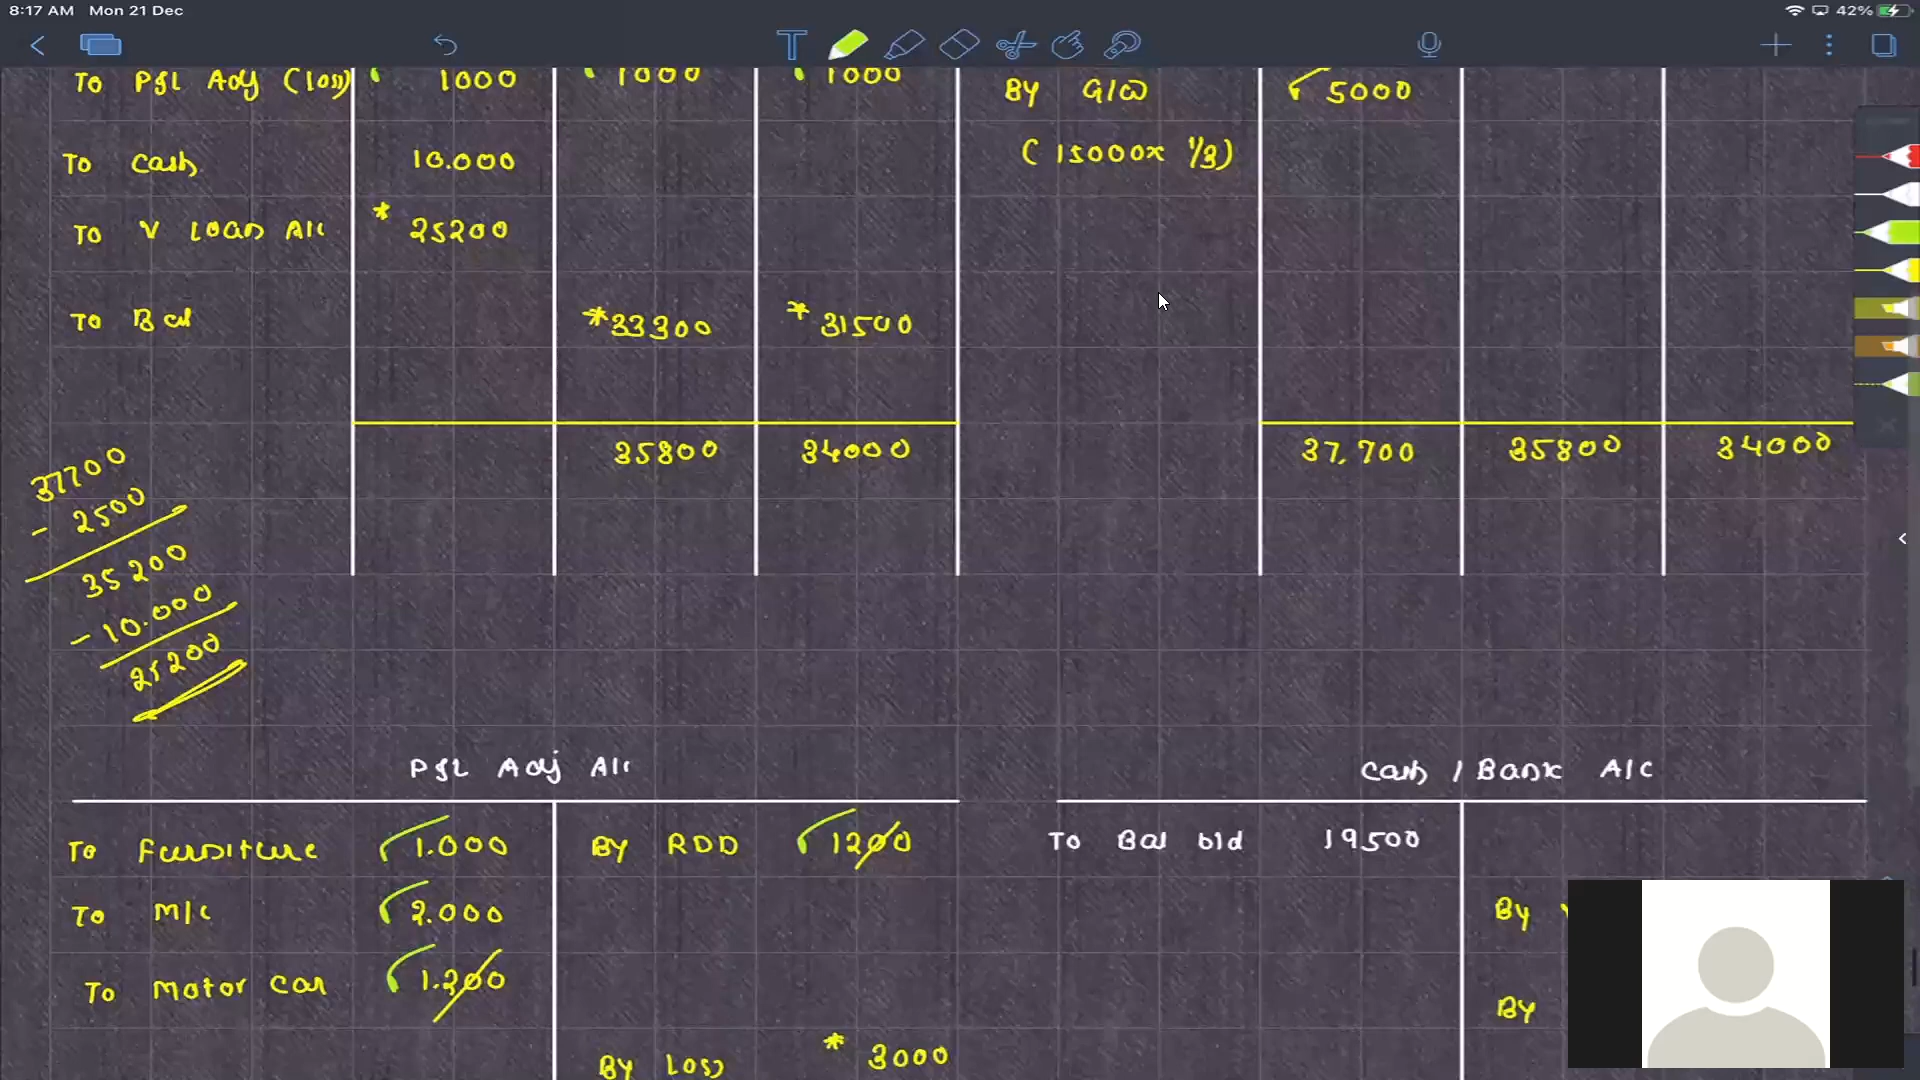 8:17 AM Mon 21 Dec
42%
To P&L Adj (loss) 1000 1000 1000 By G/W 5000
(15000x 1/3)
To Cash 10.000
To V Loan A/c * 25200
To Bal * 33300 * 31500
35800 34000 37,700 35800 34000
37700
- 2500
35200
- 10.000
25200
P&L Adj A/c
To Furniture 1.000 By RDD 1200
To M/c 2.000
To Motor car 1.200
By Loss * 3000
Cash / Bank A/C
To Bal b/d 19500
By
By